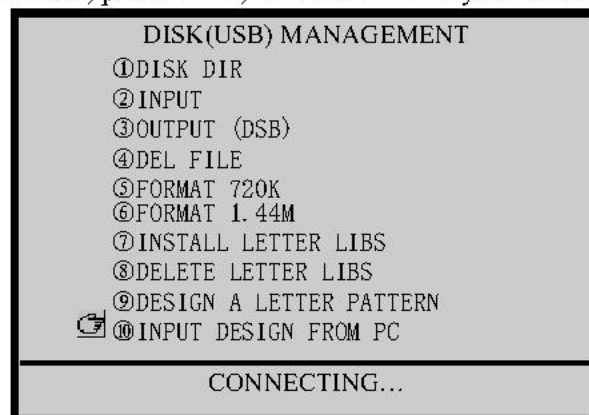 DISK(USB) MANAGEMENT
①DISK DIR
②INPUT
③OUTPUT (DSB)
④DEL FILE
⑤FORMAT 720K
⑥FORMAT 1.44M
⑦INSTALL LETTER LIBS
⑧DELETE LETTER LIBS
⑨DESIGN A LETTER PATTERN
⑩INPUT DESIGN FROM PC
CONNECTING...